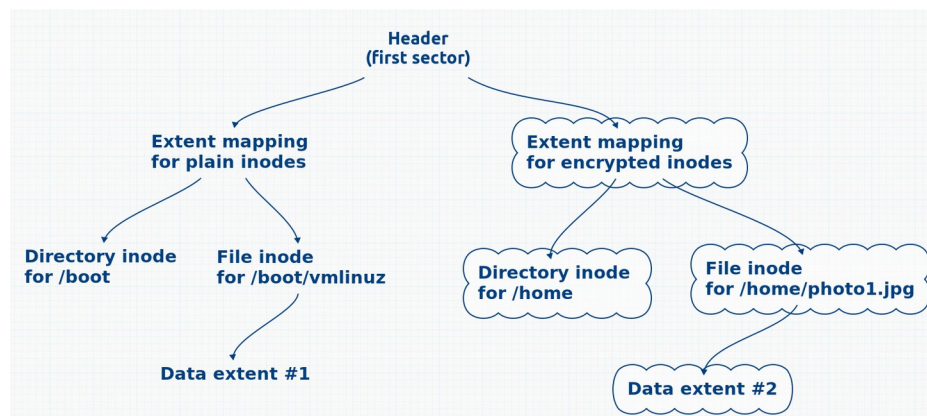 Header
(first sector)
Extent mapping
for plain inodes
Extent mapping
for encrypted inodes
Directory inode
for /boot
File inode
for /boot/vmlinuz
Directory inode
for /home
File inode
for /home/photo1.jpg
Data extent #1
Data extent #2